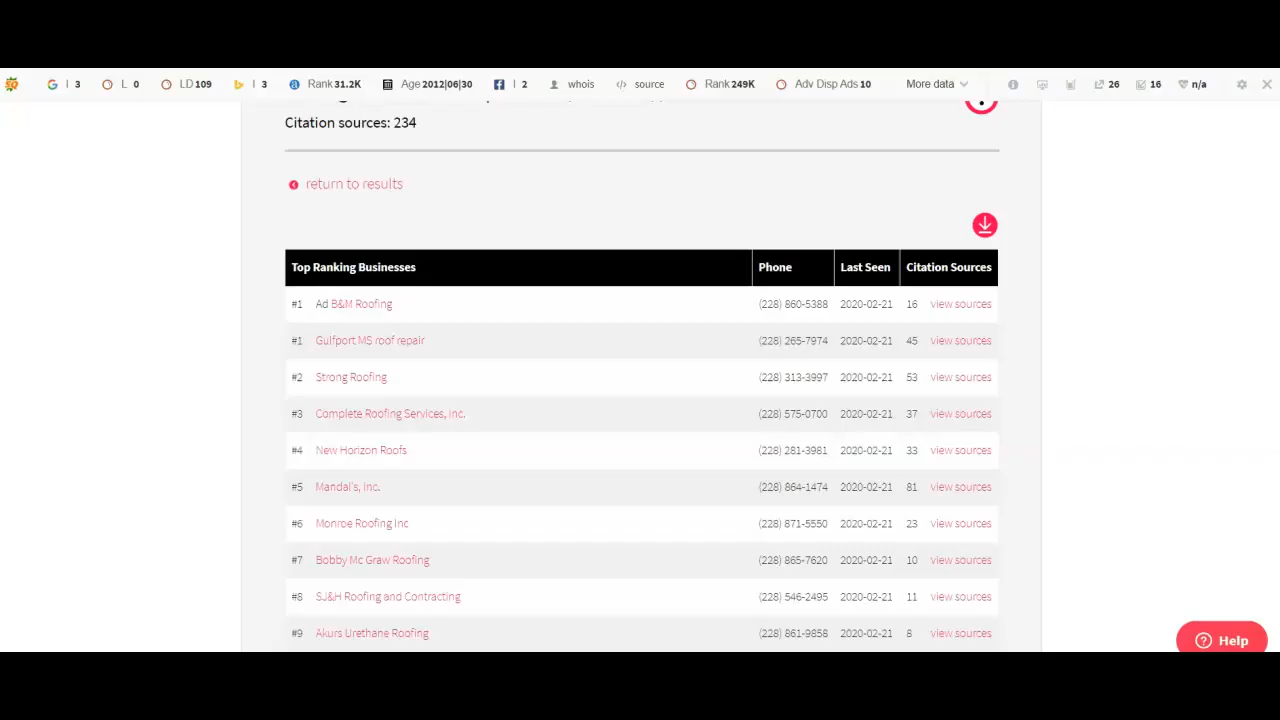 I 3 L 0 LD 109 I 3 Rank 31.2K Age 2012|06|30 I 2 whois source Rank 249K Adv Disp Ads 10 More data 26 16 n/a
Citation sources: 234
return to results
Top Ranking Businesses Phone Last Seen Citation Sources
#1 Ad B&M Roofing (228) 860-5388 2020-02-21 16 view sources
#1 Gulfport MS roof repair (228) 265-7974 2020-02-21 45 view sources
#2 Strong Roofing (228) 313-3997 2020-02-21 53 view sources
#3 Complete Roofing Services, Inc. (228) 575-0700 2020-02-21 37 view sources
#4 New Horizon Roofs (228) 281-3981 2020-02-21 33 view sources
#5 Mandal's, Inc. (228) 864-1474 2020-02-21 81 view sources
#6 Monroe Roofing Inc (228) 871-5550 2020-02-21 23 view sources
#7 Bobby Mc Graw Roofing (228) 865-7620 2020-02-21 10 view sources
#8 SJ&H Roofing and Contracting (228) 546-2495 2020-02-21 11 view sources
#9 Akurs Urethane Roofing (228) 861-9858 2020-02-21 8 view sources
Help